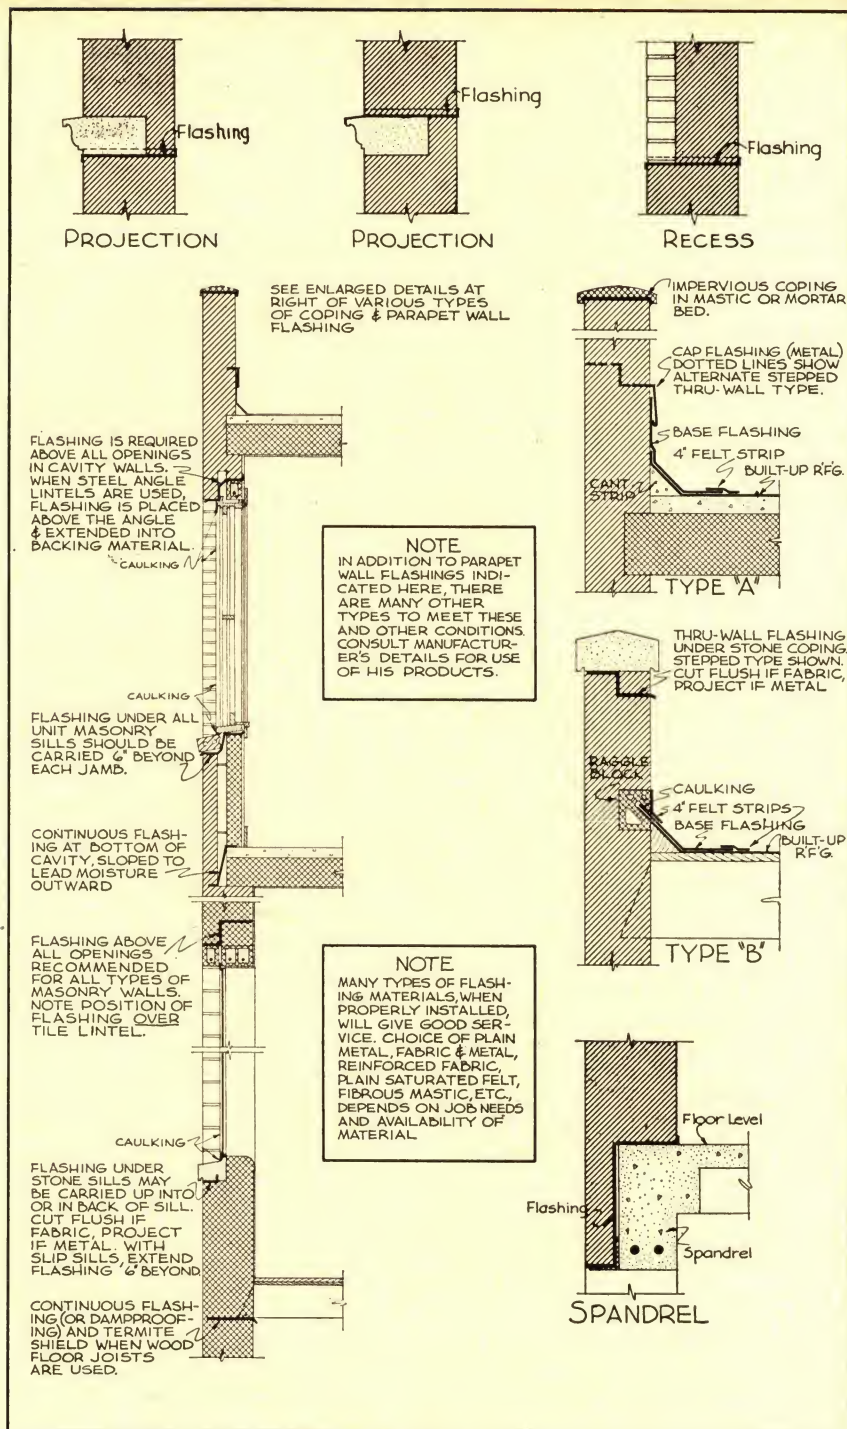 Flashing
PROJECTION
Flashing
PROJECTION
Flashing
RECESS
SEE ENLARGED DETAILS AT
RIGHT OF VARIOUS TYPES
OF COPING & PARAPET WALL
FLASHING
FLASHING IS REQUIRED
ABOVE ALL OPENINGS
IN CAVITY WALLS.
WHEN STEEL ANGLE
LINTELS ARE USED,
FLASHING IS PLACED
ABOVE THE ANGLE
& EXTENDED INTO
BACKING MATERIAL.
CAULKING
CAULKING
FLASHING UNDER ALL
UNIT MASONRY
SILLS SHOULD BE
CARRIED 6" BEYOND
EACH JAMB.
CONTINUOUS FLASH-
ING AT BOTTOM OF
CAVITY, SLOPED TO
LEAD MOISTURE
OUTWARD
FLASHING ABOVE
ALL OPENINGS
RECOMMENDED
FOR ALL TYPES OF
MASONRY WALLS.
NOTE POSITION OF
FLASHING OVER
TILE LINTEL.
CAULKING
FLASHING UNDER
STONE SILLS MAY
BE CARRIED UP INTO
OR IN BACK OF SILL.
CUT FLUSH IF
FABRIC, PROJECT
IF METAL. WITH
SLIP SILLS, EXTEND
FLASHING 6" BEYOND
CONTINUOUS FLASH-
ING (OR DAMPPROOF-
ING) AND TERMITE
SHIELD WHEN WOOD
FLOOR JOISTS
ARE USED.
NOTE
IN ADDITION TO PARAPET
WALL FLASHINGS INDI-
CATED HERE, THERE
ARE MANY OTHER
TYPES TO MEET THESE
AND OTHER CONDITIONS.
CONSULT MANUFACTUR-
ER'S DETAILS FOR USE
OF HIS PRODUCTS.
NOTE
MANY TYPES OF FLASH-
ING MATERIALS, WHEN
PROPERLY INSTALLED,
WILL GIVE GOOD SER-
VICE. CHOICE OF PLAIN
METAL, FABRIC & METAL,
REINFORCED FABRIC,
PLAIN SATURATED FELT,
FIBROUS MASTIC, ETC.,
DEPENDS ON JOB NEEDS
AND AVAILABILITY OF
MATERIAL
IMPERVIOUS COPING
IN MASTIC OR MORTAR
BED.
CAP FLASHING (METAL)
DOTTED LINES SHOW
ALTERNATE STEPPED
THRU-WALL TYPE.
BASE FLASHING
4" FELT STRIP
BUILT-UP R'F'G.
CANT
STRIP
TYPE "A"
THRU-WALL FLASHING
UNDER STONE COPING.
STEPPED TYPE SHOWN.
CUT FLUSH IF FABRIC,
PROJECT IF METAL
RAGGLE
BLOCK
CAULKING
4" FELT STRIPS
BASE FLASHING
BUILT-UP
R'F'G.
TYPE "B"
Floor Level
Flashing
Spandrel
SPANDREL